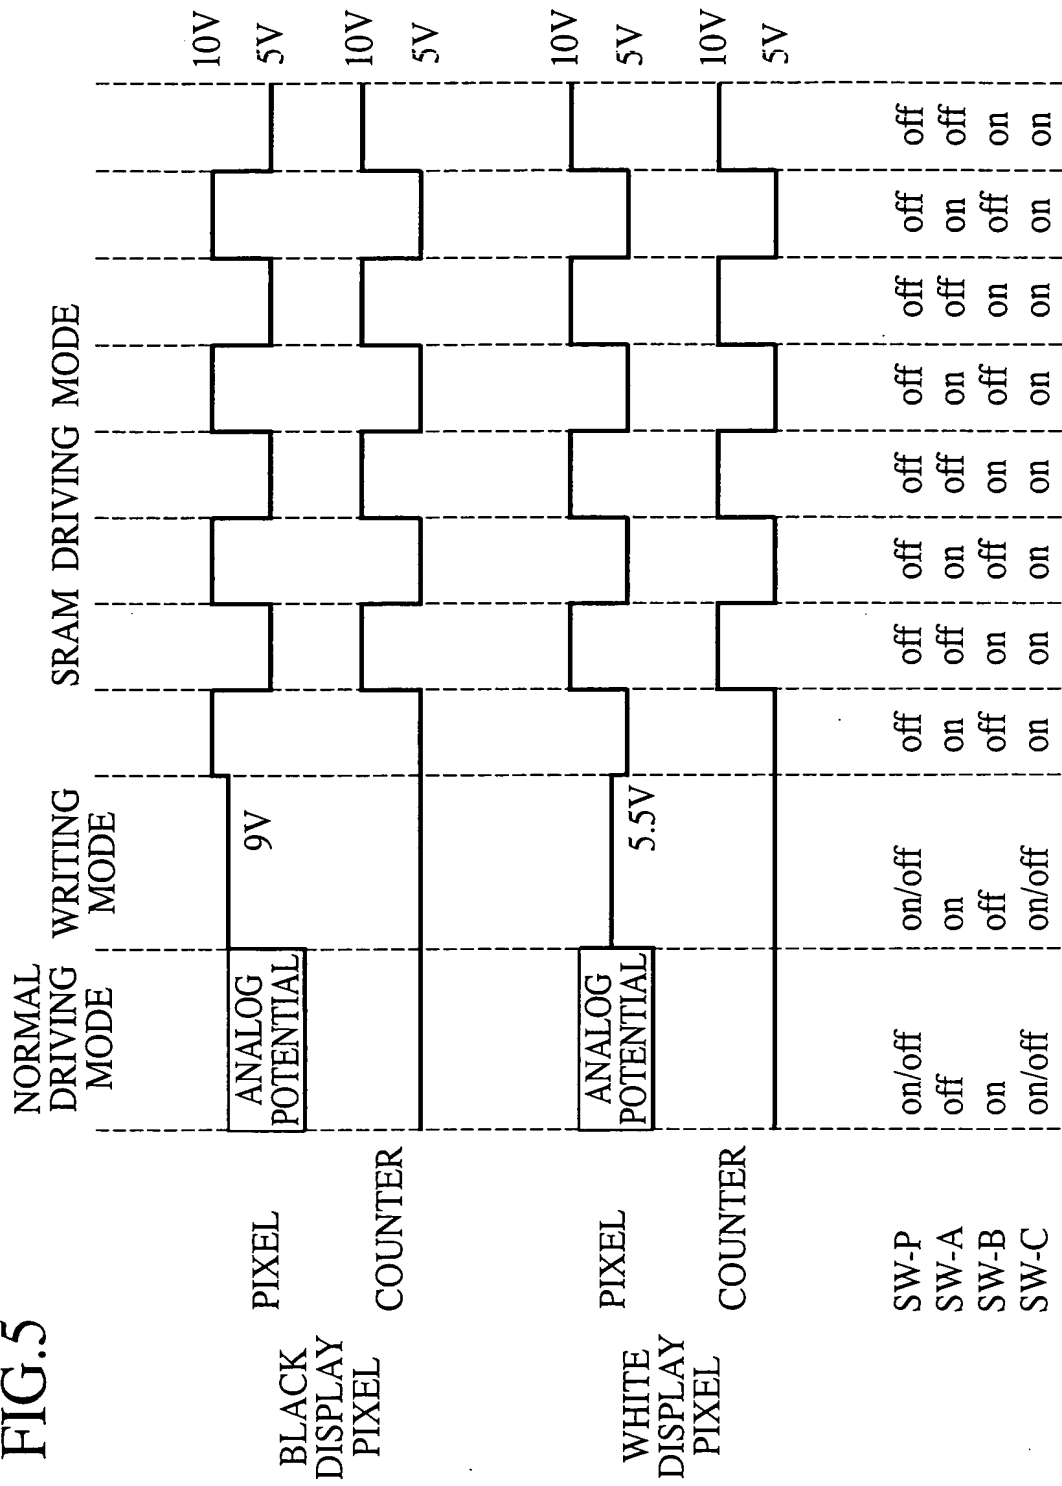 FIG.5
NORMAL
DRIVING
MODE
WRITING
MODE
SRAM DRIVING MODE
BLACK
DISPLAY
PIXEL
PIXEL
ANALOG
POTENTIAL
9V
10V
5V
COUNTER
10V
5V
WHITE
DISPLAY
PIXEL
PIXEL
ANALOG
POTENTIAL
5.5V
10V
5V
COUNTER
10V
5V
SW-P on/off on/off off off off off off off off off
SW-A off on on off on off on off on off
SW-B on off off on off on off on off on
SW-C on/off on/off on on on on on on on on